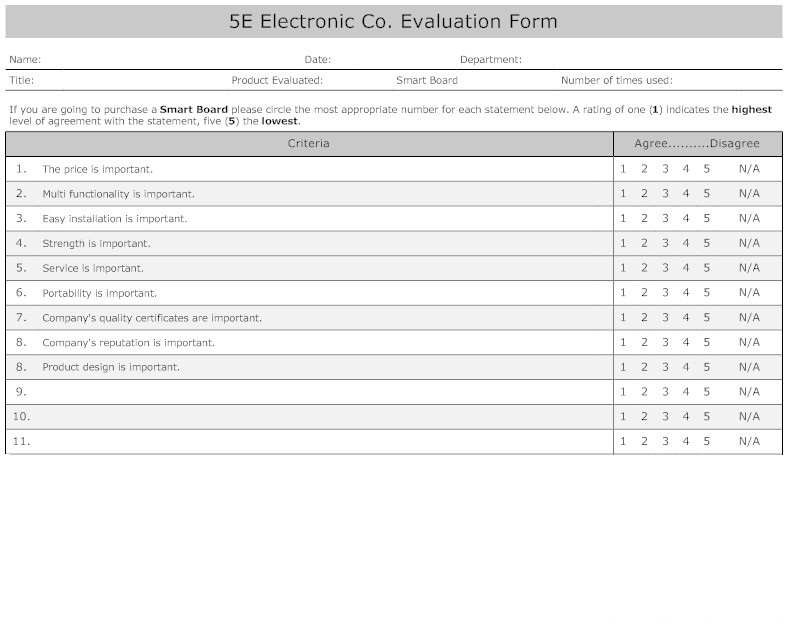 5E Electronic Co. Evaluation Form
Name: Date: Department:
Title: Product Evaluated: Smart Board Number of times used:
If you are going to purchase a Smart Board please circle the most appropriate number for each statement below. A rating of one (1) indicates the highest
level of agreement with the statement, five (5) the lowest.
Criteria Agree..........Disagree
1. The price is important. 1 2 3 4 5 N/A
2. Multi functionality is important. 1 2 3 4 5 N/A
3. Easy installation is important. 1 2 3 4 5 N/A
4. Strength is important. 1 2 3 4 5 N/A
5. Service is important. 1 2 3 4 5 N/A
6. Portability is important. 1 2 3 4 5 N/A
7. Company's quality certificates are important. 1 2 3 4 5 N/A
8. Company's reputation is important. 1 2 3 4 5 N/A
8. Product design is important. 1 2 3 4 5 N/A
9. 1 2 3 4 5 N/A
10. 1 2 3 4 5 N/A
11. 1 2 3 4 5 N/A